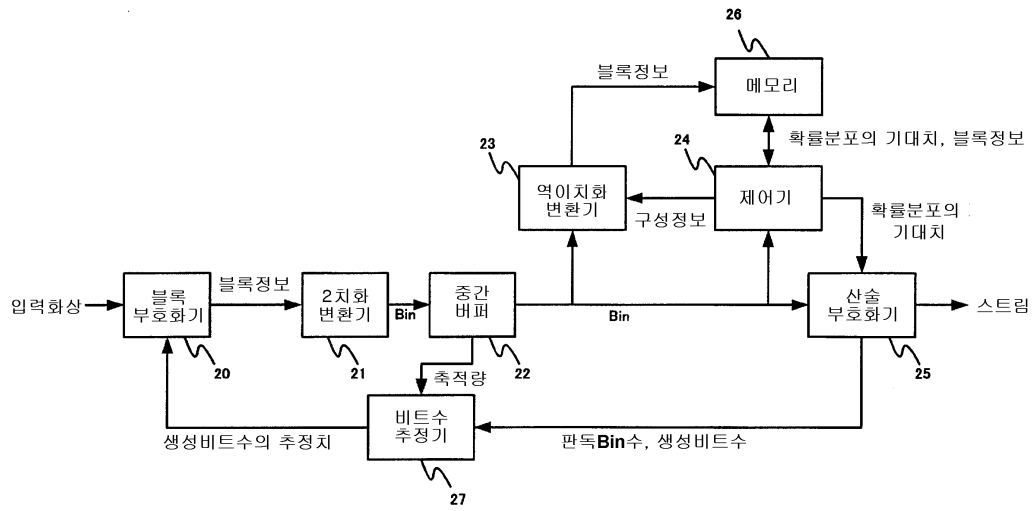 26
메모리
블록정보
확률분포의 기대치, 블록정보
23
24
역이치화
변환기
제어기
구성정보
확률분포의
기대치
입력화상
블록
부호화기
블록정보
2치화
변환기
Bin
중간
버퍼
Bin
산술
부호화기
스트림
20
21
22
25
축적량
비트수
추정기
생성비트수의 추정치
판독Bin수, 생성비트수
27